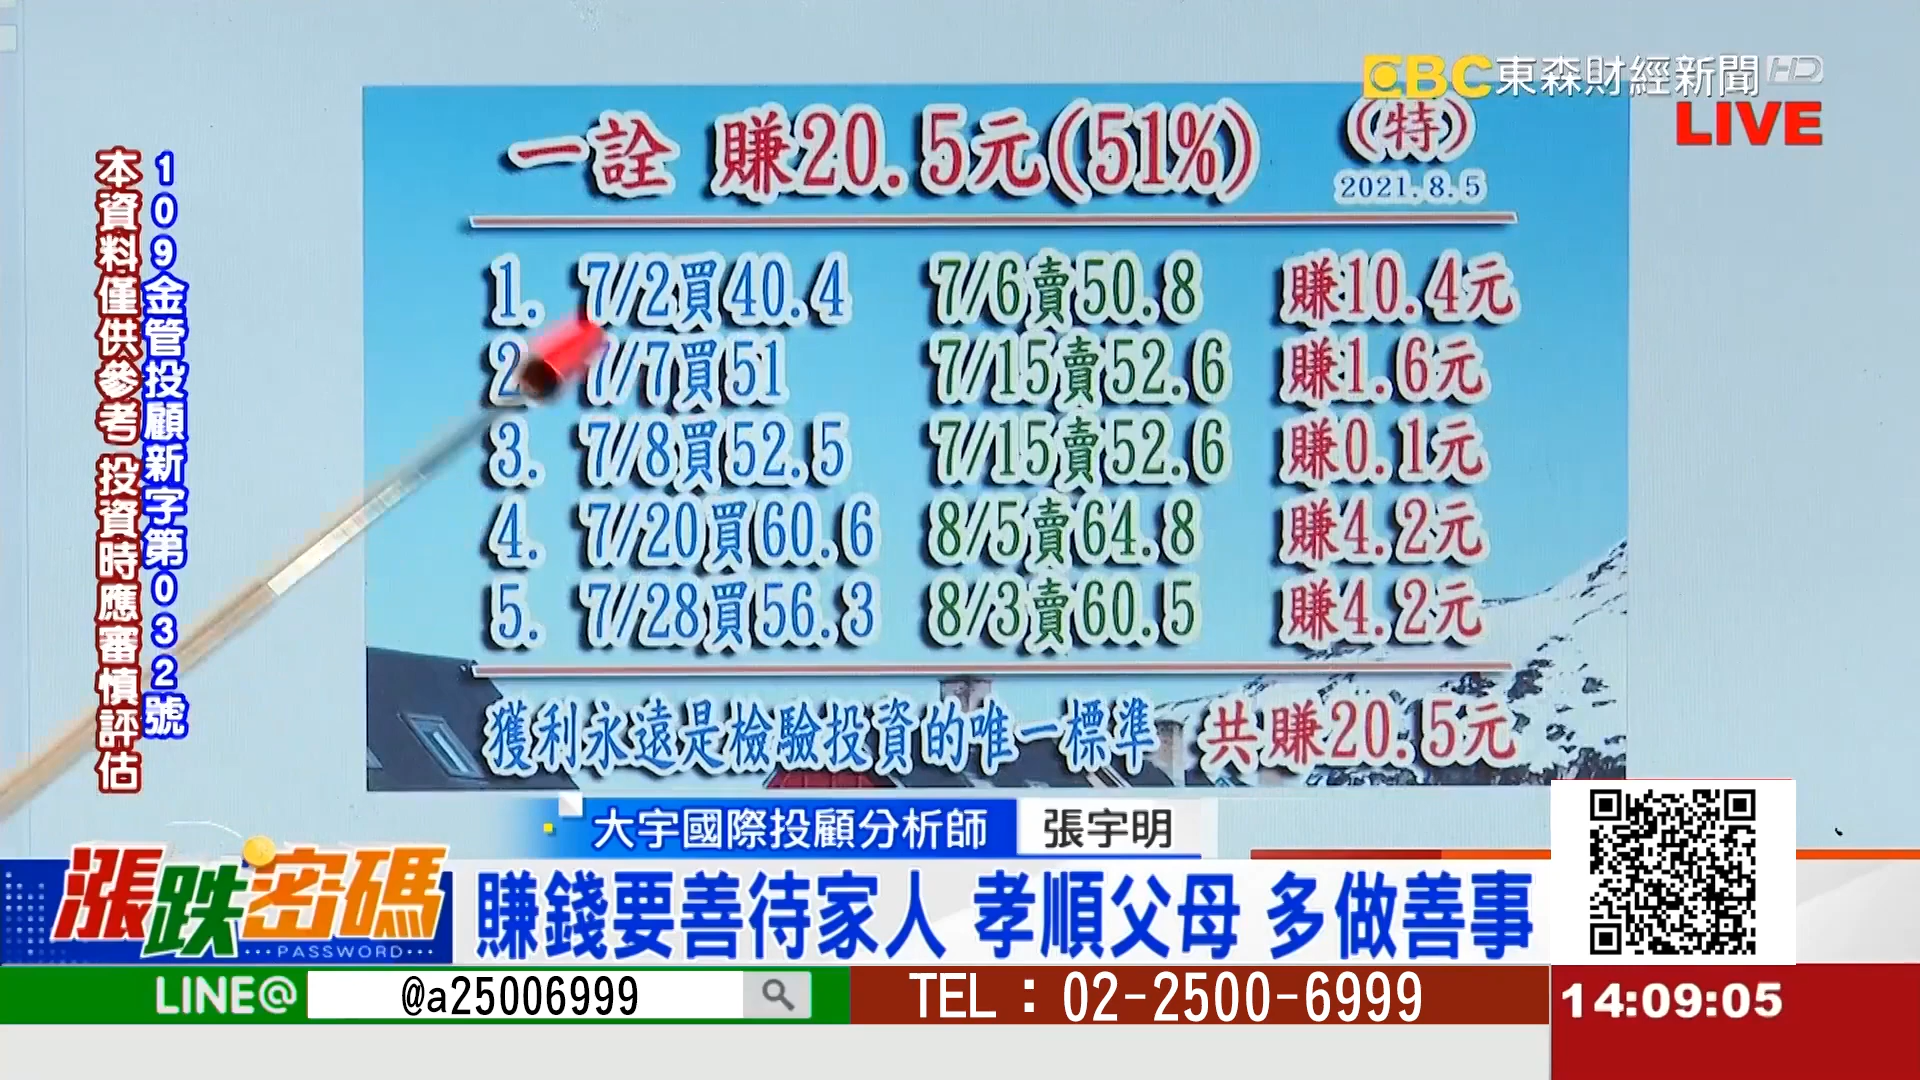 EBC東森財經新聞HD
LIVE
109金管投顧新字第032號
本資料僅供參考 投資時應審慎評估
一詮 賺20.5元(51%)
(特)
2021.8.5
1. 7/2買40.4 7/6賣50.8 賺10.4元
2 7/7買51 7/15賣52.6 賺1.6元
3. 7/8買52.5 7/15賣52.6 賺0.1元
4. 7/20買60.6 8/5賣64.8 賺4.2元
5. 7/28買56.3 8/3賣60.5 賺4.2元
獲利永遠是檢驗投資的唯一標準 共賺20.5元
大宇國際投顧分析師 張宇明
漲跌密碼
PASSWORD
賺錢要善待家人 孝順父母 多做善事
LINE@ @a25006999
TEL：02-2500-6999
14:09:05